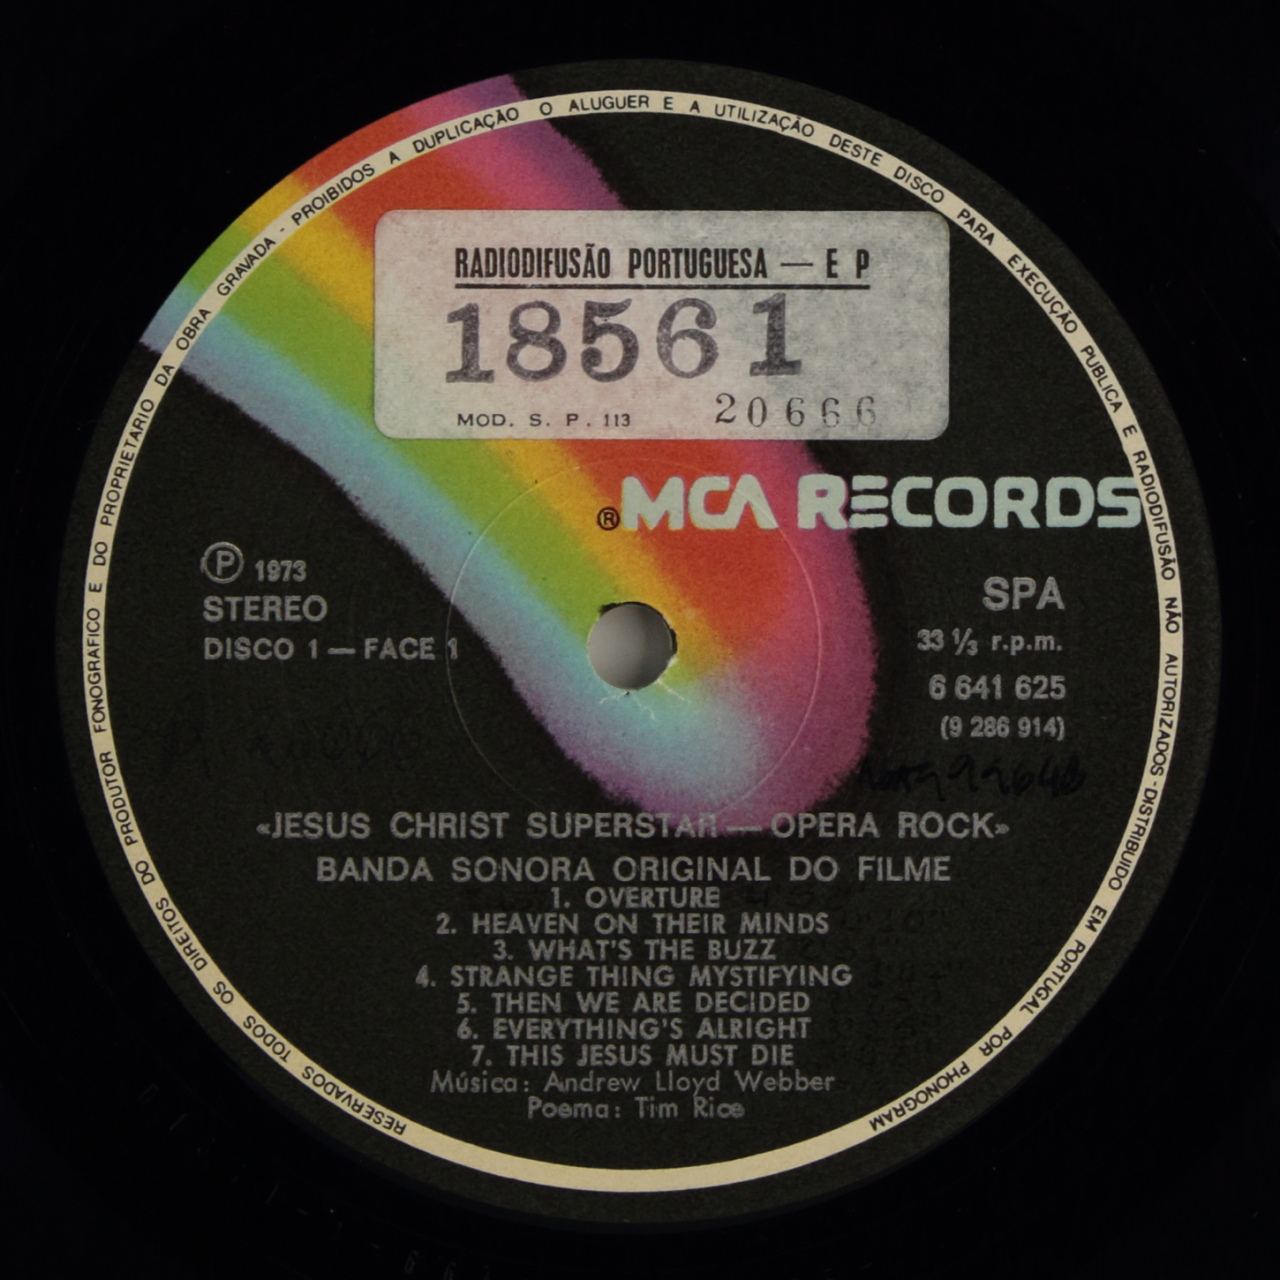 RESERVADOS TODOS OS DIREITOS DO PRODUTOR FONOGRAFICO E DO PROPRIETARIO DA OBRA GRAVADA - PROIBIDOS A DUPLICAÇÃO O ALUGUER E A UTILIZAÇÃO DESTE DISCO PARA EXECUÇÃO PUBLICA E RADIODIFUSÃO NÃO AUTORIZADOS - DISTRIBUIDO EM PORTUGAL POR PHONOGRAM
RADIODIFUSÃO PORTUGUESA — E P
18561
MOD. S. P. 113 20666
®MCA RECORDS
Ⓟ 1973
STEREO
DISCO 1 — FACE 1
SPA
33 ⅓ r.p.m.
6 641 625
(9 286 914)
«JESUS CHRIST SUPERSTAR — OPERA ROCK»
BANDA SONORA ORIGINAL DO FILME
1. OVERTURE
2. HEAVEN ON THEIR MINDS
3. WHAT'S THE BUZZ
4. STRANGE THING MYSTIFYING
5. THEN WE ARE DECIDED
6. EVERYTHING'S ALRIGHT
7. THIS JESUS MUST DIE
Música: Andrew Lloyd Webber
Poema: Tim Rice